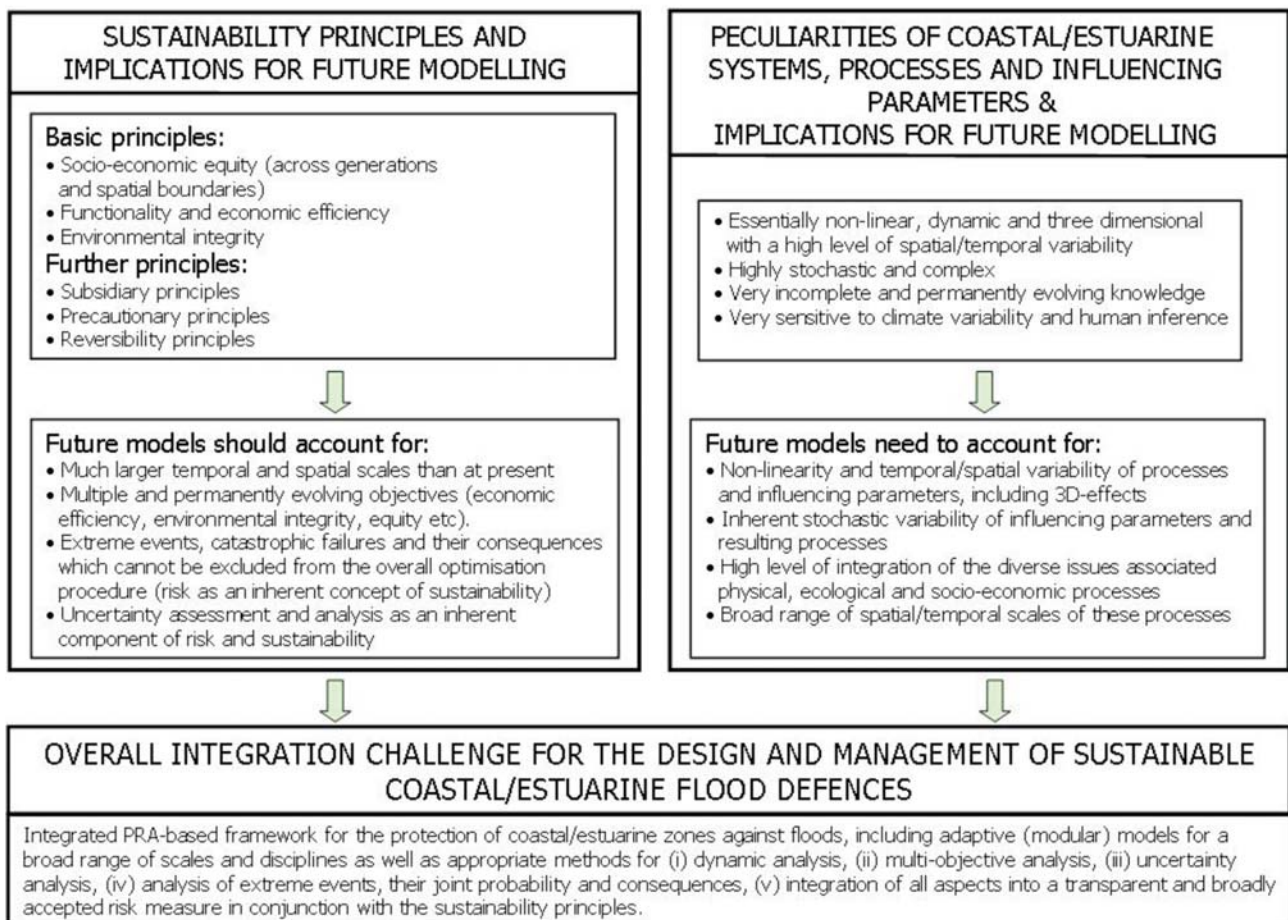 SUSTAINABILITY PRINCIPLES AND
IMPLICATIONS FOR FUTURE MODELLING
Basic principles:
• Socio-economic equity (across generations
and spatial boundaries)
• Functionality and economic efficiency
• Environmental integrity
Further principles:
• Subsidiary principles
• Precautionary principles
• Reversibility principles
Future models should account for:
• Much larger temporal and spatial scales than at present
• Multiple and permanently evolving objectives (economic
efficiency, environmental integrity, equity etc).
• Extreme events, catastrophic failures and their consequences
which cannot be excluded from the overall optimisation
procedure (risk as an inherent concept of sustainability)
• Uncertainty assessment and analysis as an inherent
component of risk and sustainability
PECULIARITIES OF COASTAL/ESTUARINE
SYSTEMS, PROCESSES AND INFLUENCING
PARAMETERS &
IMPLICATIONS FOR FUTURE MODELLING
• Essentially non-linear, dynamic and three dimensional
with a high level of spatial/temporal variability
• Highly stochastic and complex
• Very incomplete and permanently evolving knowledge
• Very sensitive to climate variability and human inference
Future models need to account for:
• Non-linearity and temporal/spatial variability of processes
and influencing parameters, including 3D-effects
• Inherent stochastic variability of influencing parameters and
resulting processes
• High level of integration of the diverse issues associated
physical, ecological and socio-economic processes
• Broad range of spatial/temporal scales of these processes
OVERALL INTEGRATION CHALLENGE FOR THE DESIGN AND MANAGEMENT OF SUSTAINABLE
COASTAL/ESTUARINE FLOOD DEFENCES
Integrated PRA-based framework for the protection of coastal/estuarine zones against floods, including adaptive (modular) models for a
broad range of scales and disciplines as well as appropriate methods for (i) dynamic analysis, (ii) multi-objective analysis, (iii) uncertainty
analysis, (iv) analysis of extreme events, their joint probability and consequences, (v) integration of all aspects into a transparent and broadly
accepted risk measure in conjunction with the sustainability principles.